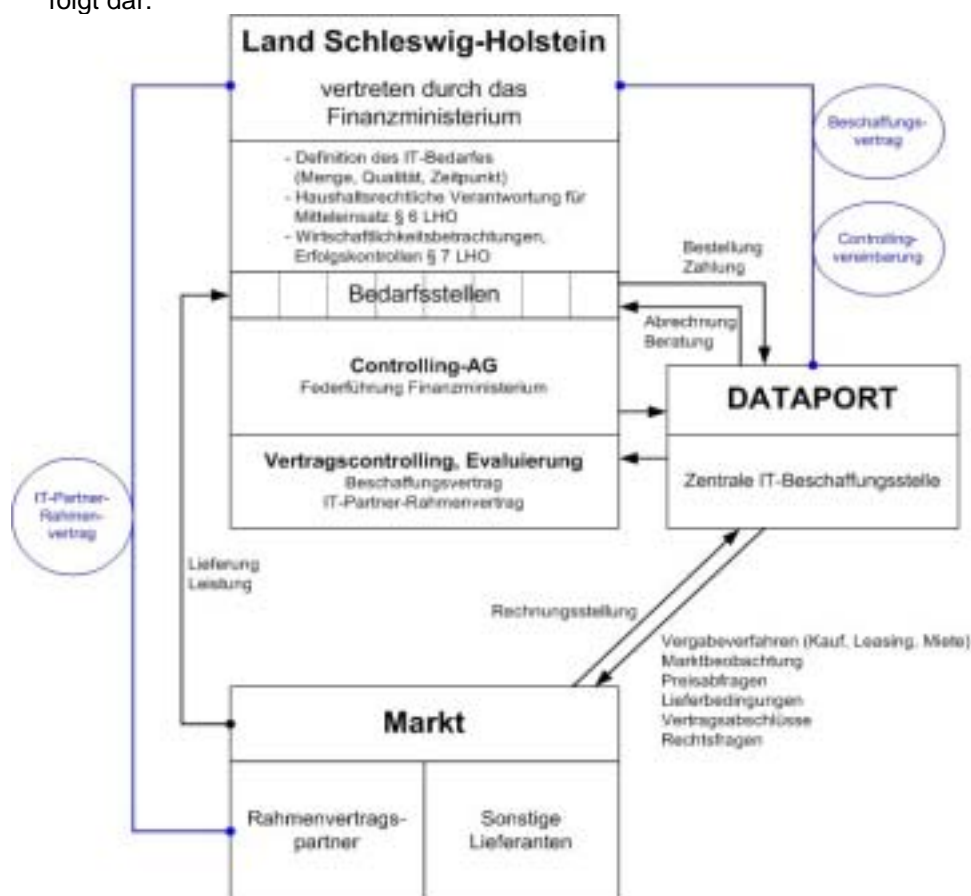 folgt dar:
Land Schleswig-Holstein
vertreten durch das
Finanzministerium
- Definition des IT-Bedarfes
(Menge, Qualität, Zeitpunkt)
- Haushaltsrechtliche Verantwortung für
Mitteleinsatz § 6 LHO
- Wirtschaftlichkeitsbetrachtungen,
Erfolgskontrollen § 7 LHO
Bedarfsstellen
Controlling-AG
Federführung Finanzministerium
Vertragscontrolling, Evaluierung
Beschaffungsvertrag
IT-Partner-Rahmenvertrag
Beschaffungs-
vertrag
Controlling-
vereinbarung
Bestellung
Zahlung
Abrechnung
Beratung
DATAPORT
Zentrale IT-Beschaffungsstelle
IT-Partner-
Rahmen-
vertrag
Lieferung
Leistung
Rechnungsstellung
Vergabeverfahren (Kauf, Leasing, Miete)
Marktbeobachtung
Preisabfragen
Lieferbedingungen
Vertragsabschlüsse
Rechtsfragen
Markt
Rahmenvertrags-
partner
Sonstige
Lieferanten